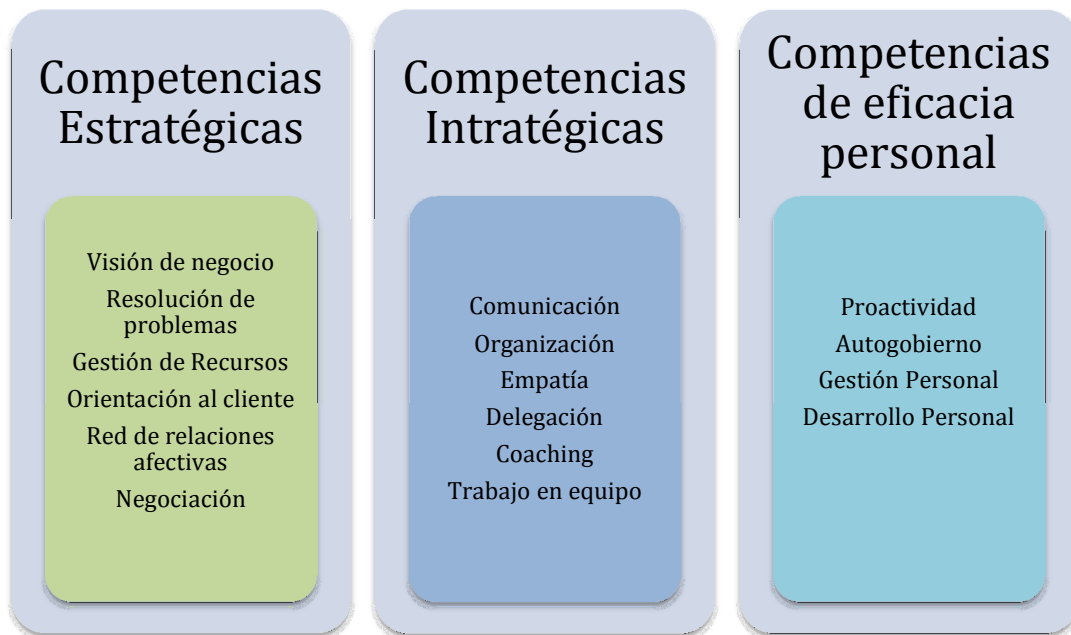 Competencias
Estratégicas
Visión de negocio
Resolución de
problemas
Gestión de Recursos
Orientación al cliente
Red de relaciones
afectivas
Negociación
Competencias
Intratégicas
Comunicación
Organización
Empatía
Delegación
Coaching
Trabajo en equipo
Competencias
de eficacia
personal
Proactividad
Autogobierno
Gestión Personal
Desarrollo Personal